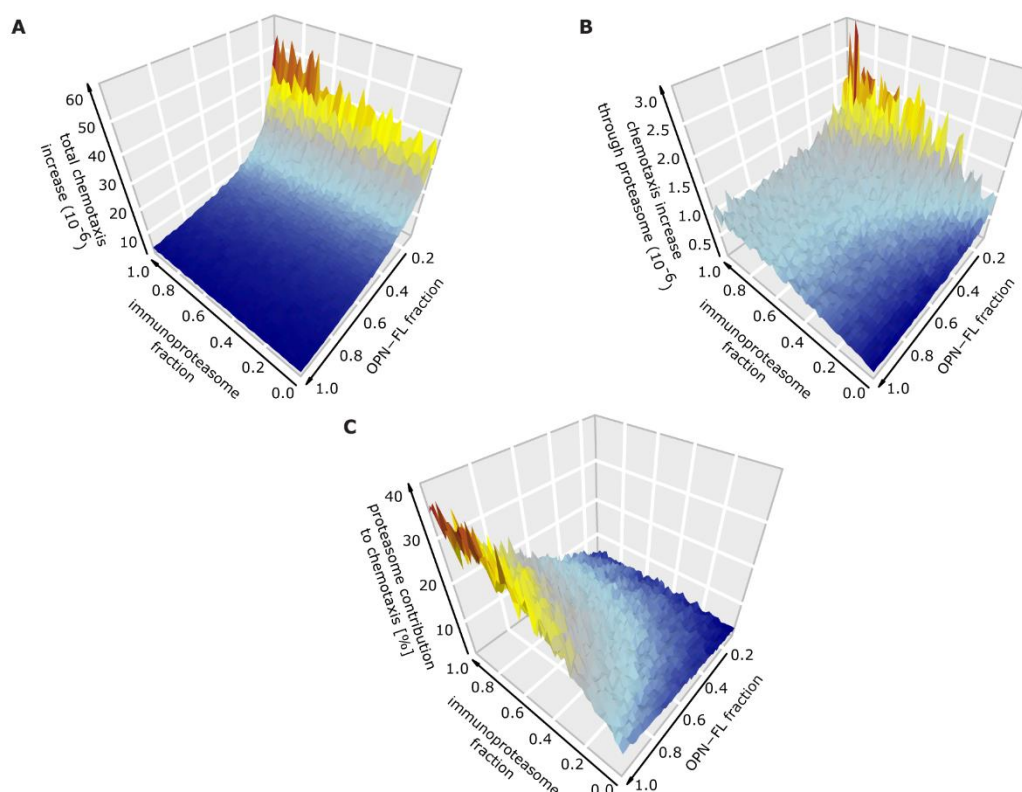 A
60
50
40
30
20
10
total chemotaxis
increase (10⁻⁶)
1.0
0.8
0.6
0.4
0.2
0.0
immunoproteasome
fraction
0.2
0.4
0.6
0.8
1.0
OPN−FL fraction
B
3.0
2.5
2.0
1.5
1.0
0.5
chemotaxis increase
through proteasome (10⁻⁶)
1.0
0.8
0.6
0.4
0.2
0.0
immunoproteasome
fraction
0.2
0.4
0.6
0.8
1.0
OPN−FL fraction
C
40
30
20
10
proteasome contribution
to chemotaxis [%]
1.0
0.8
0.6
0.4
0.2
0.0
immunoproteasome
fraction
0.2
0.4
0.6
0.8
1.0
OPN−FL fraction